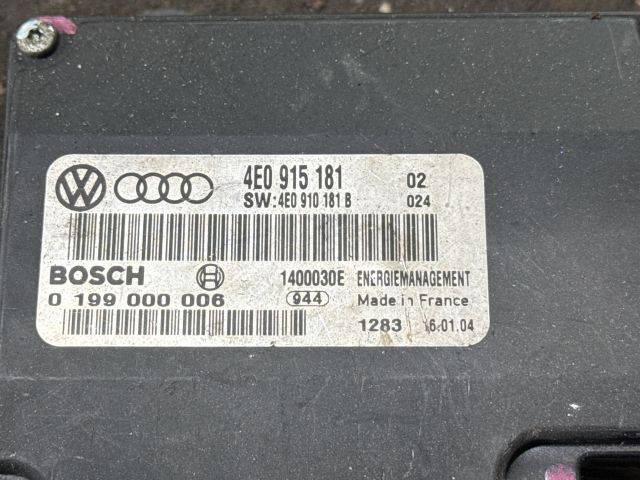 4E0 915 181 02
SW:4E0 910 181 B 024
BOSCH 1400030E ENERGIEMANAGEMENT
0 199 000 006 944 Made in France
1283 6.01.04